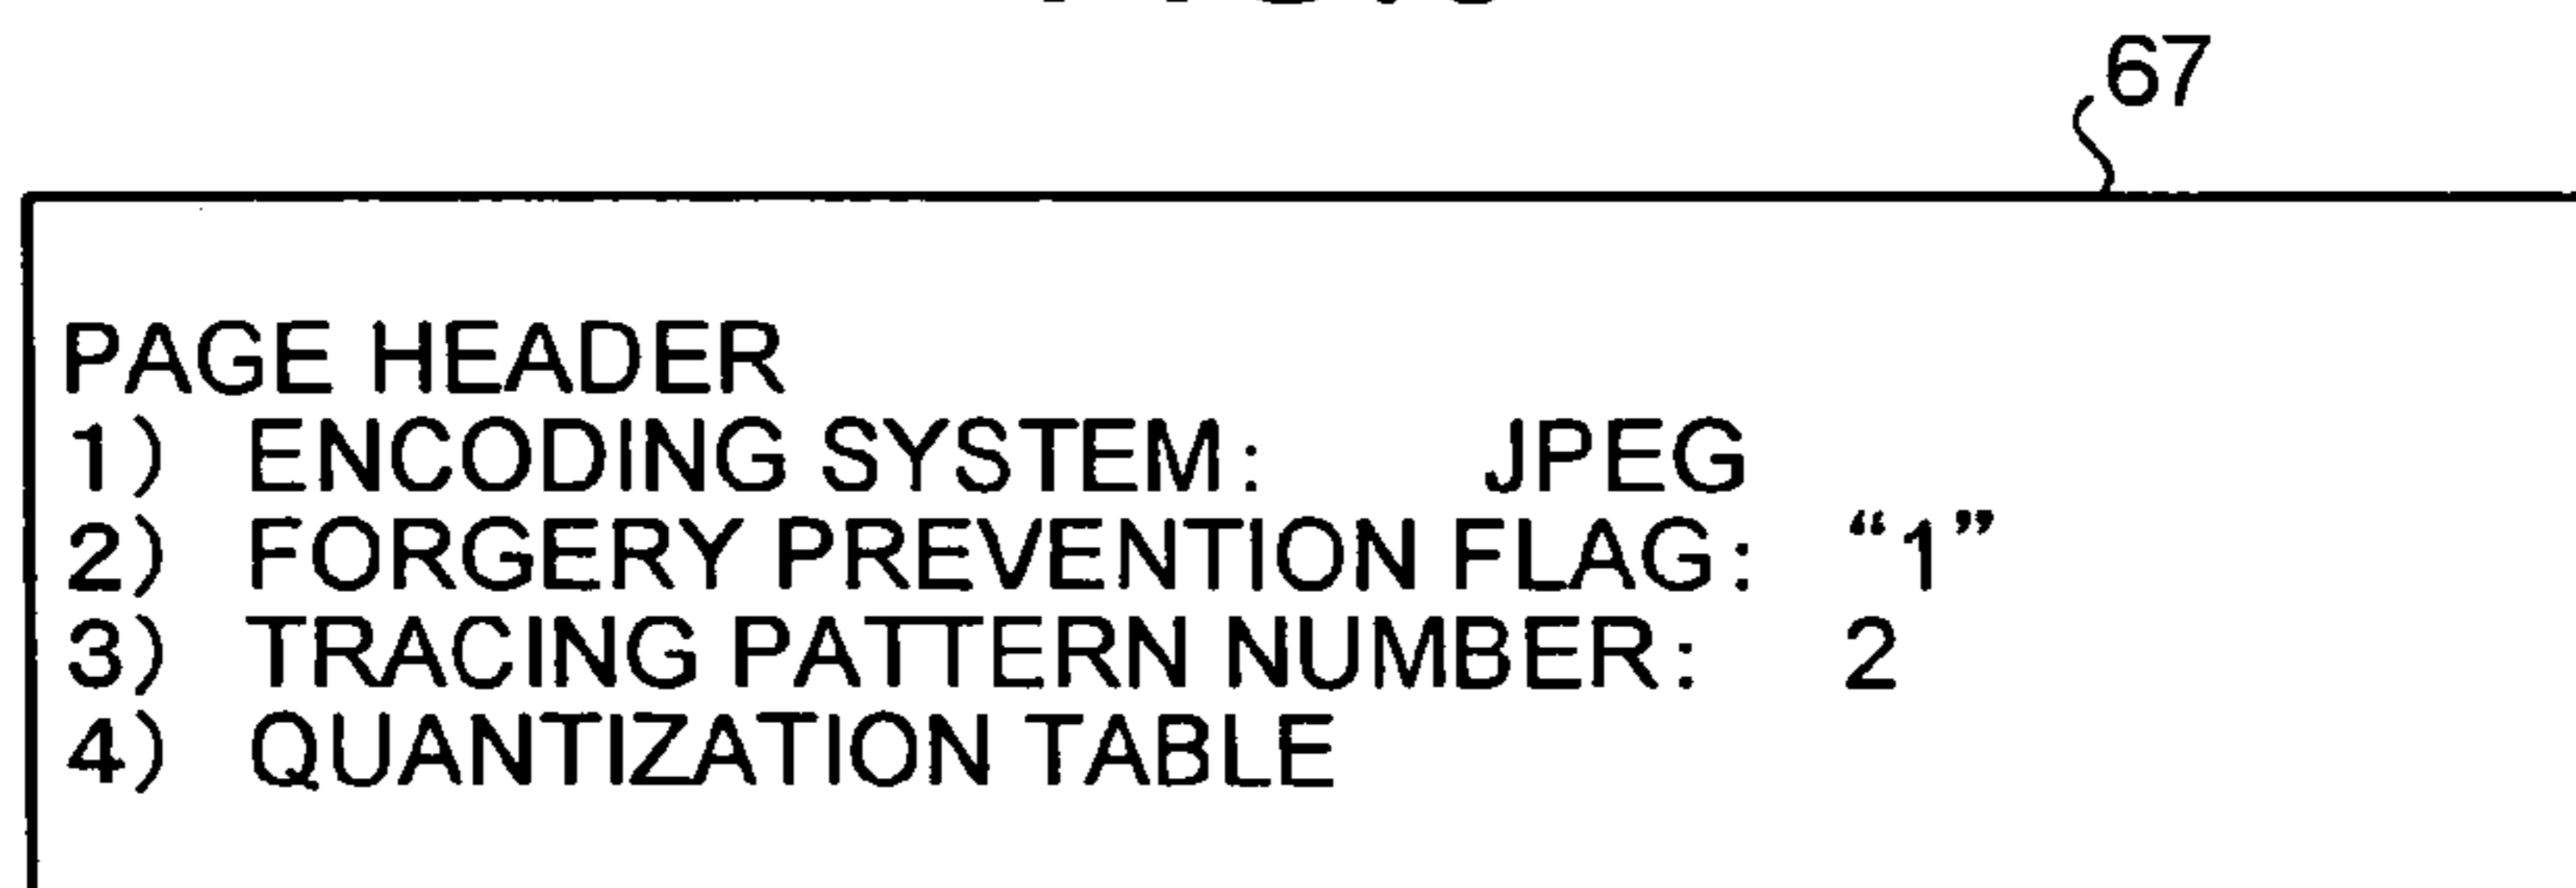 67
PAGE HEADER
1) ENCODING SYSTEM: JPEG
2) FORGERY PREVENTION FLAG: “1”
3) TRACING PATTERN NUMBER: 2
4) QUANTIZATION TABLE